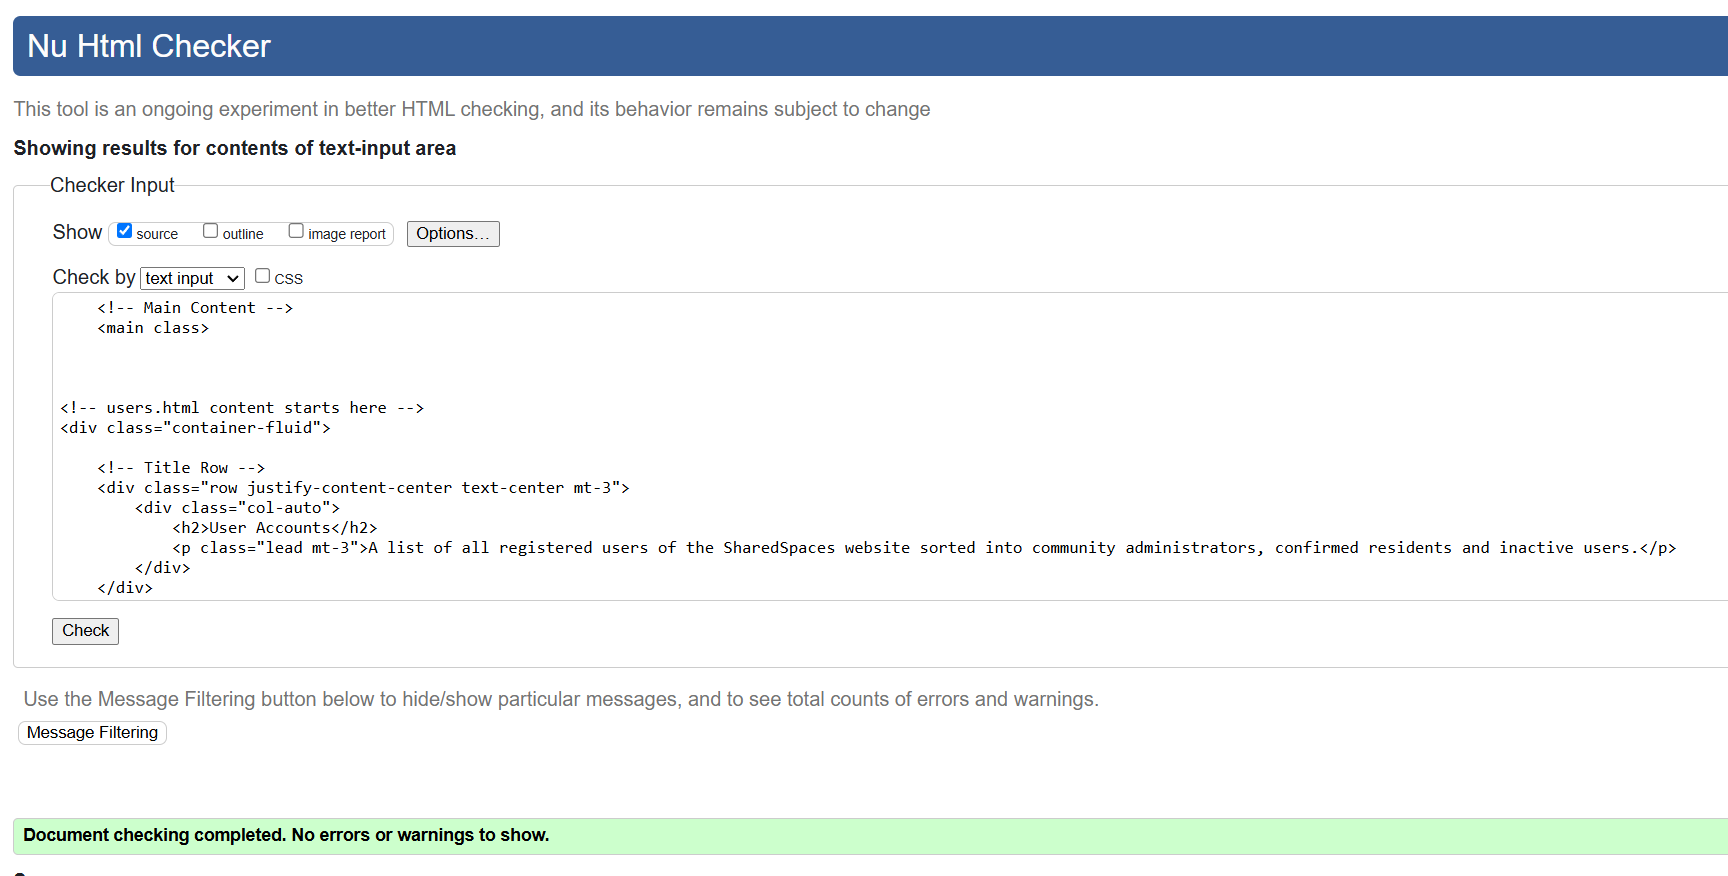 Nu Html Checker
This tool is an ongoing experiment in better HTML checking, and its behavior remains subject to change
Showing results for contents of text-input area
Checker Input
Show source outline image report Options...
Check by text input CSS
<!-- Main Content -->
<main class>
<!-- users.html content starts here -->
<div class="container-fluid">
<!-- Title Row -->
<div class="row justify-content-center text-center mt-3">
<div class="col-auto">
<h2>User Accounts</h2>
<p class="lead mt-3">A list of all registered users of the SharedSpaces website sorted into community administrators, confirmed residents and inactive users.</p>
</div>
</div>
Check
Use the Message Filtering button below to hide/show particular messages, and to see total counts of errors and warnings.
Message Filtering
Document checking completed. No errors or warnings to show.